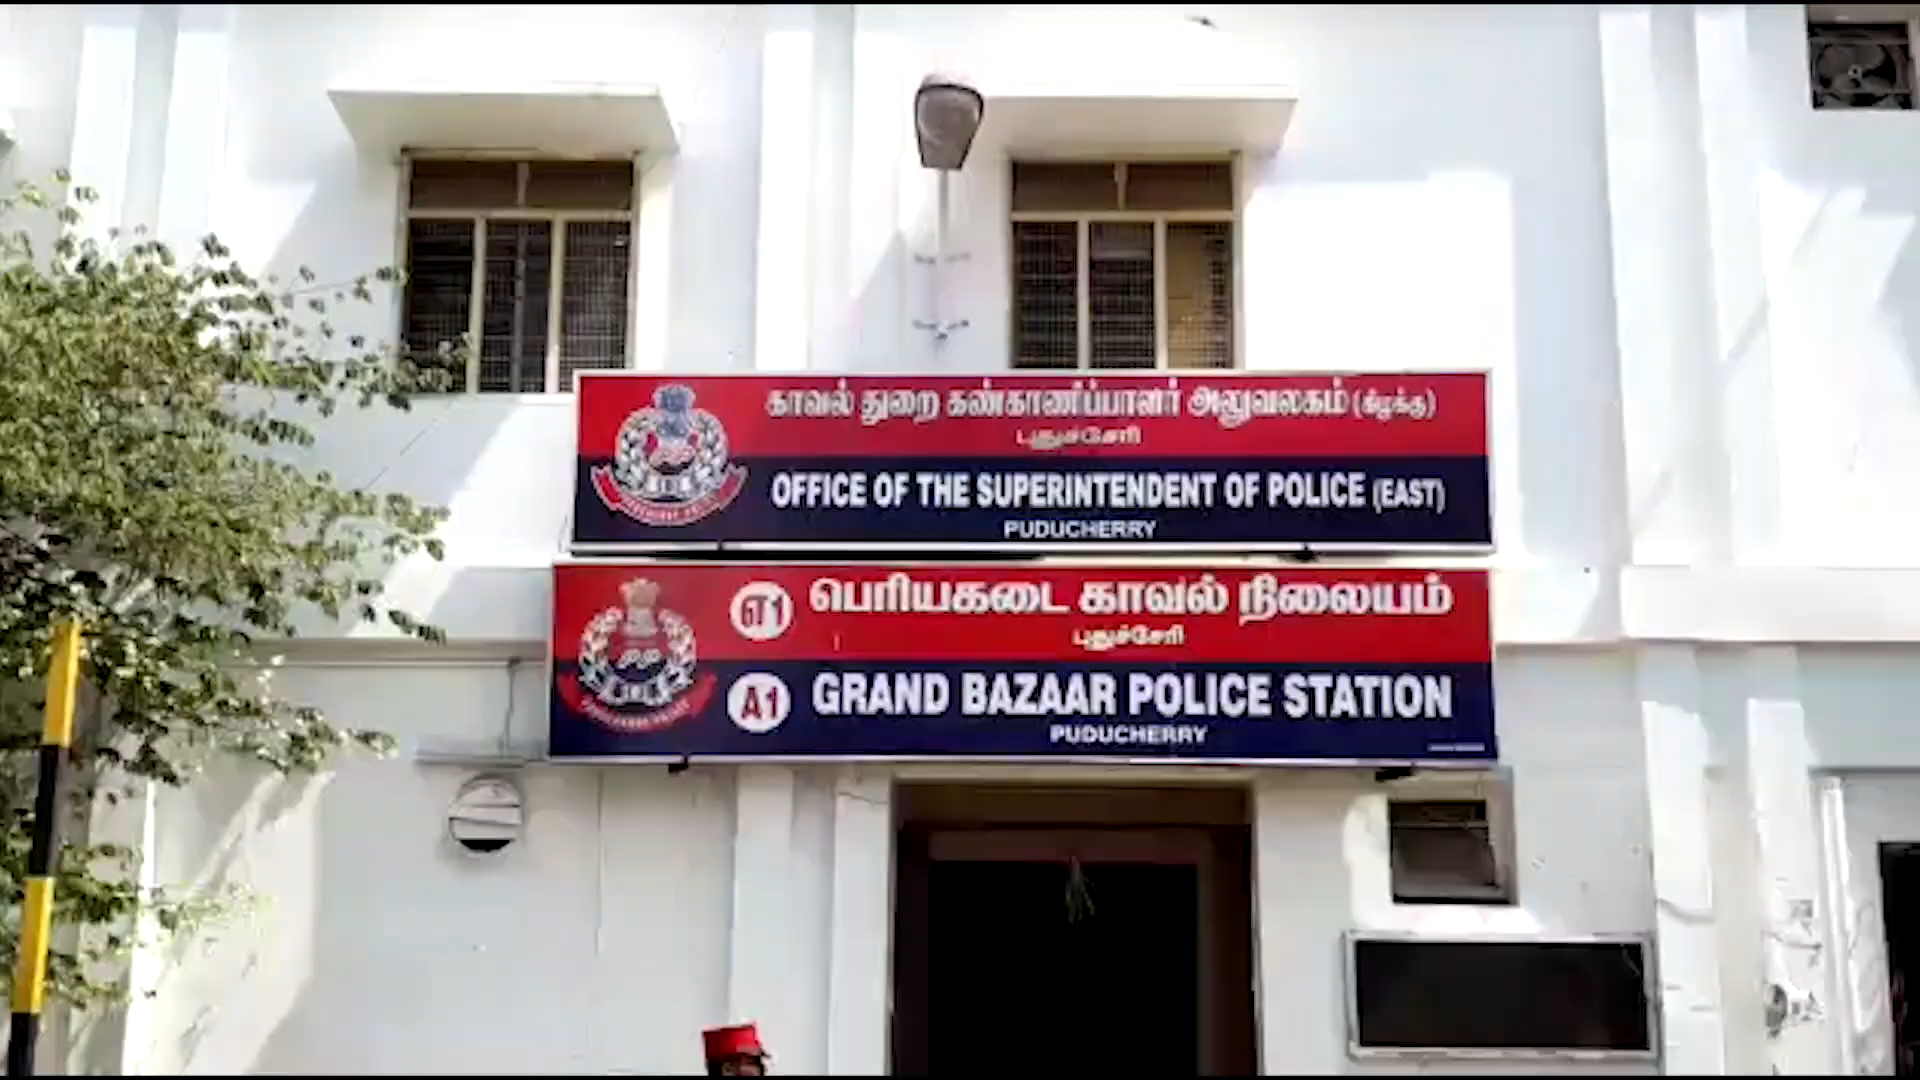 காவல் துறை கண்காணிப்பாளர் அலுவலகம் (கிழக்கு)
புதுச்சேரி
OFFICE OF THE SUPERINTENDENT OF POLICE (EAST)
PUDUCHERRY
எ1 பெரியகடை காவல் நிலையம்
புதுச்சேரி
A1 GRAND BAZAAR POLICE STATION
PUDUCHERRY